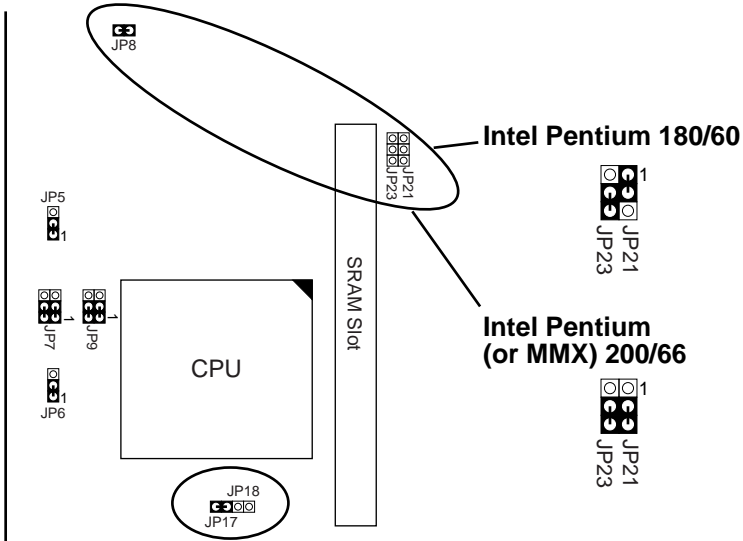 JP8
Intel Pentium 180/60
JP23
JP21
1
JP23
JP21
JP5
1
SRAM Slot
Intel Pentium
(or MMX) 200/66
1
JP7
1
JP9
1
CPU
JP23
JP21
1
JP6
JP18
JP17